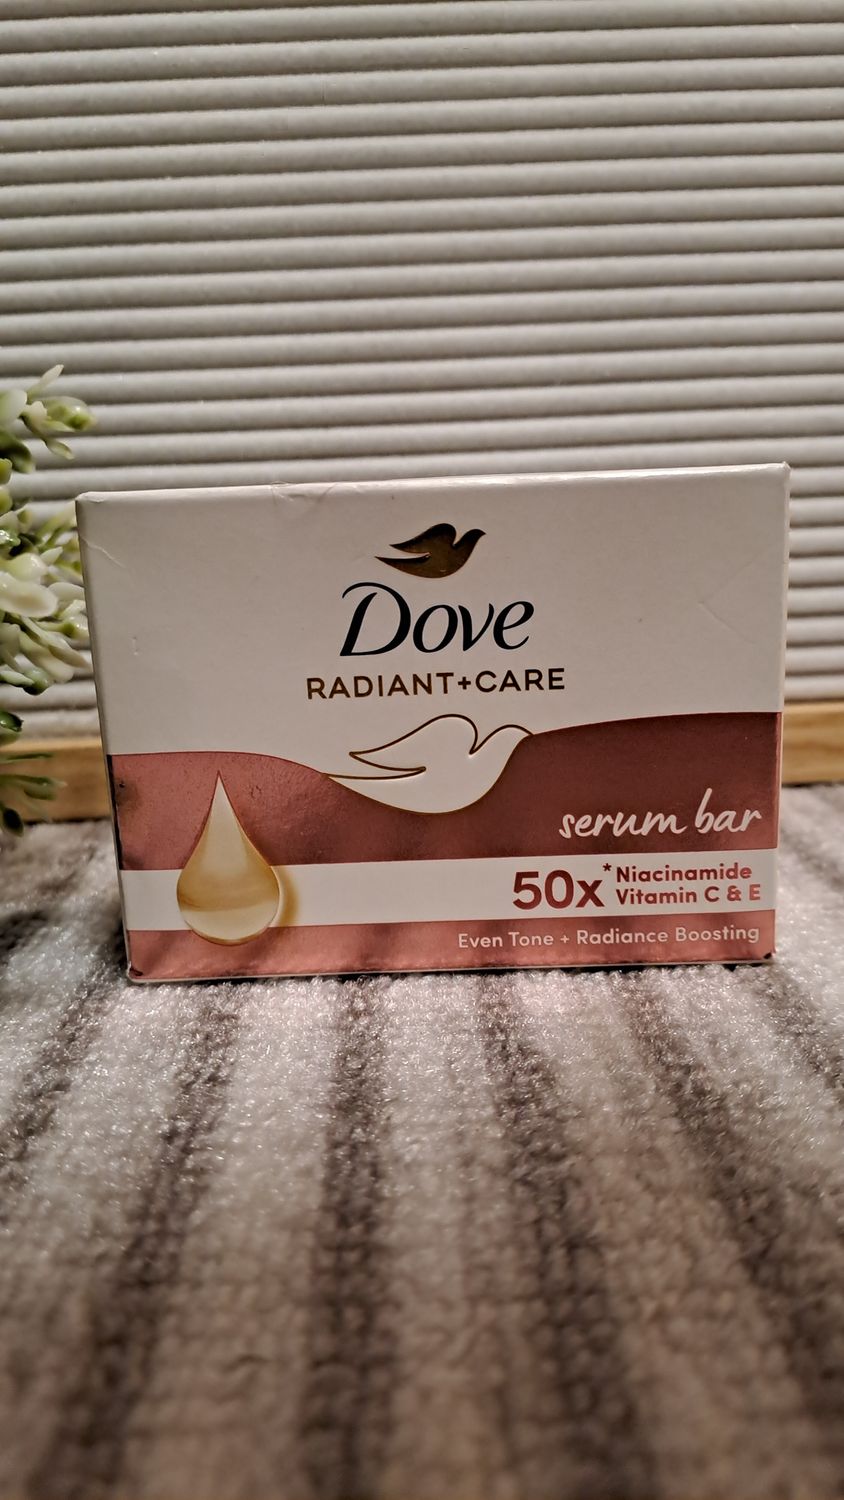 Dove
RADIANT+CARE
serum bar
50x* Niacinamide
Vitamin C & E
Even Tone + Radiance Boosting